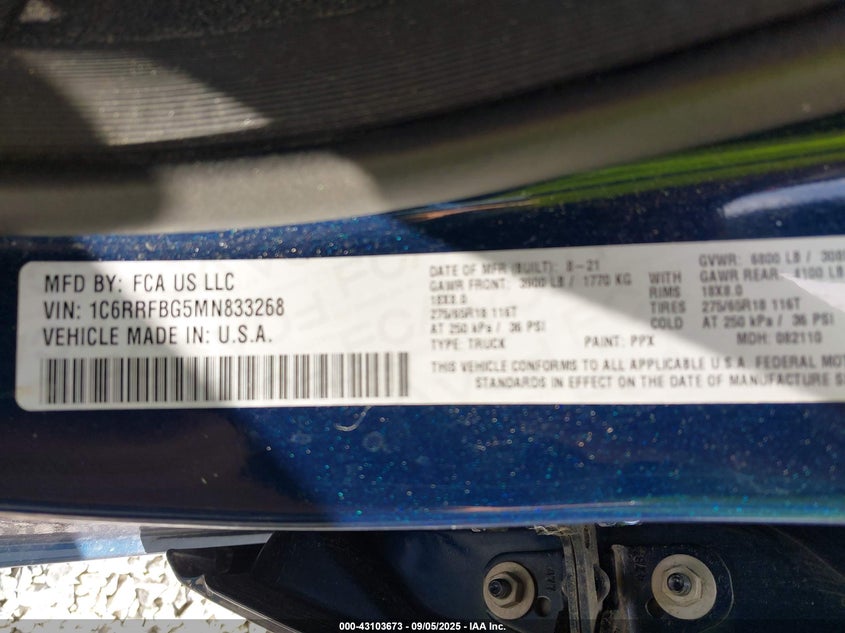 MFD BY: FCA US LLC
VIN: 1C6RRFBG5MN833268
VEHICLE MADE IN: U.S.A.
DATE OF MFR (BUILT): 8-21
GAWR FRONT: 3900 LB / 1770 KG
18X8.0
275/65R18 116T
AT 250 kPa / 36 PSI
TYPE: TRUCK PAINT: PPX
WITH
RIMS
TIRES
COLD
GVWR: 6800 LB /
GAWR REAR: 4100 LB
18X8.0
275/65R18 116T
AT 250 kPa / 36 PSI
MDH: 082110
THIS VEHICLE CONFORMS TO ALL APPLICABLE U.S.A. FEDERAL
STANDARDS IN EFFECT ON THE DATE OF MANUFACTURE
000-43103673 - 09/05/2025 - IAA Inc.